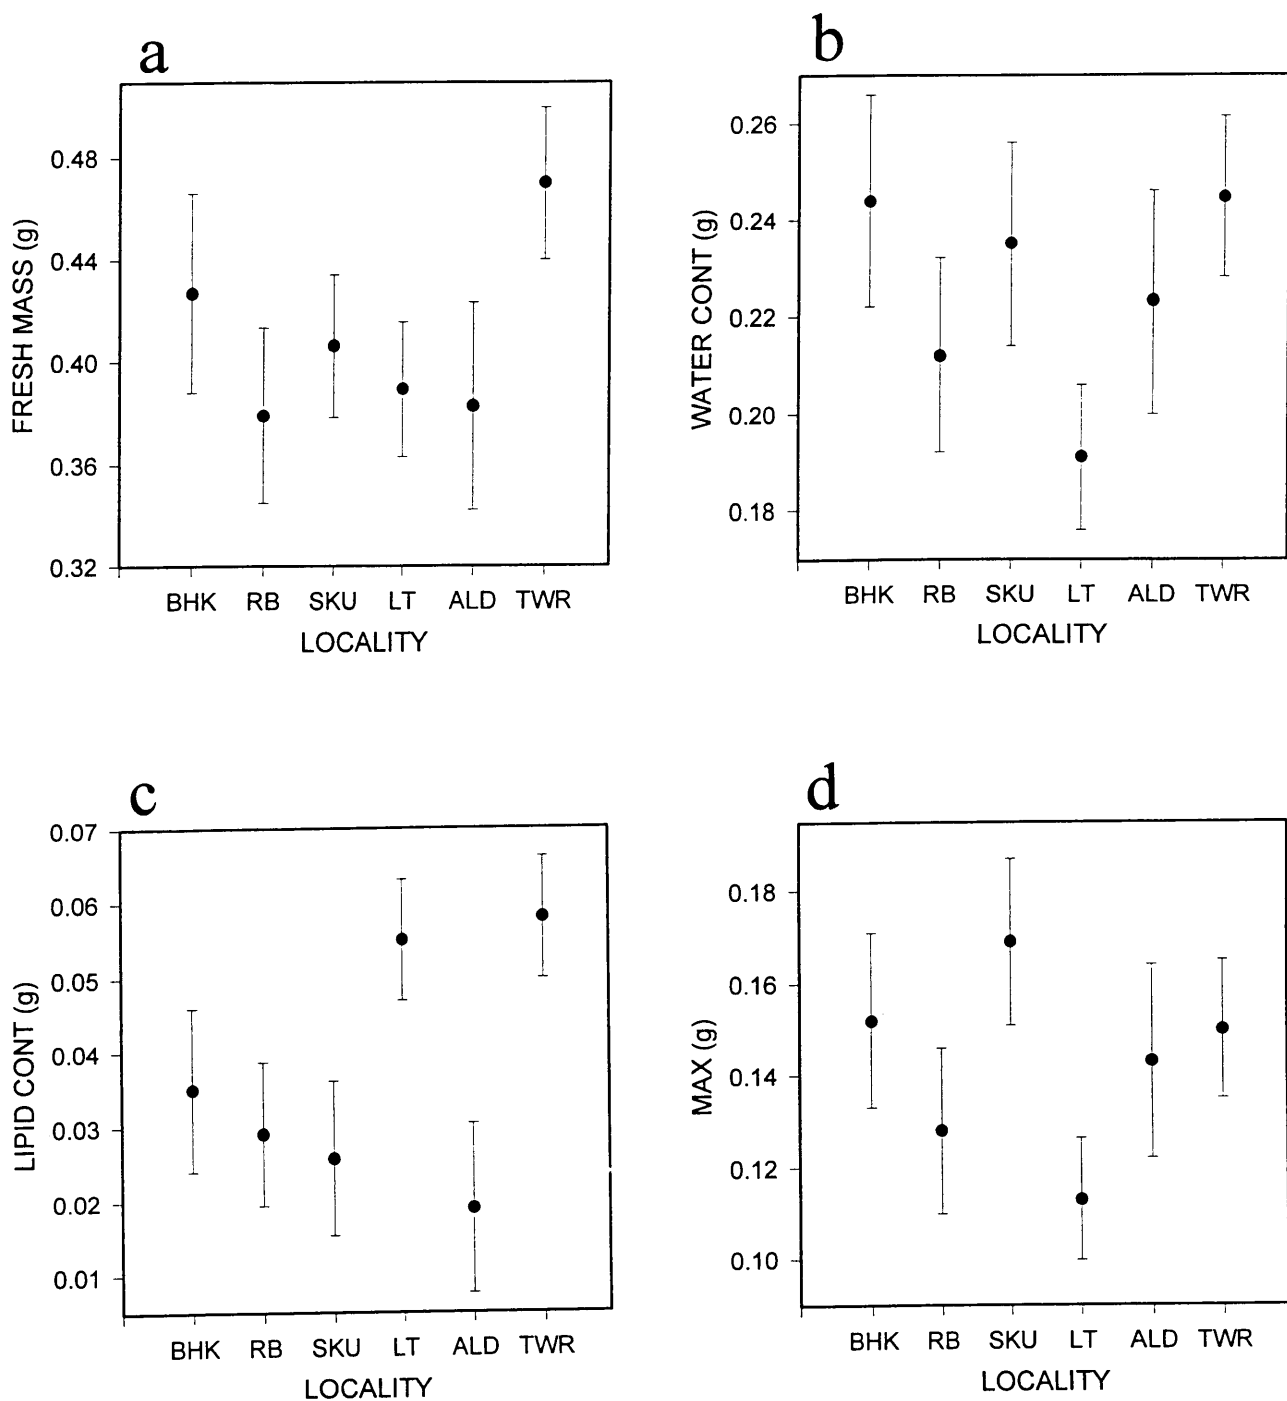 a
0.48
0.44
0.40
0.36
0.32
FRESH MASS (g)
BHK RB SKU LT ALD TWR
LOCALITY
b
0.26
0.24
0.22
0.20
0.18
WATER CONT (g)
BHK RB SKU LT ALD TWR
LOCALITY
c
0.07
0.06
0.05
0.04
0.03
0.02
0.01
LIPID CONT (g)
BHK RB SKU LT ALD TWR
LOCALITY
d
0.18
0.16
0.14
0.12
0.10
MAX (g)
BHK RB SKU LT ALD TWR
LOCALITY